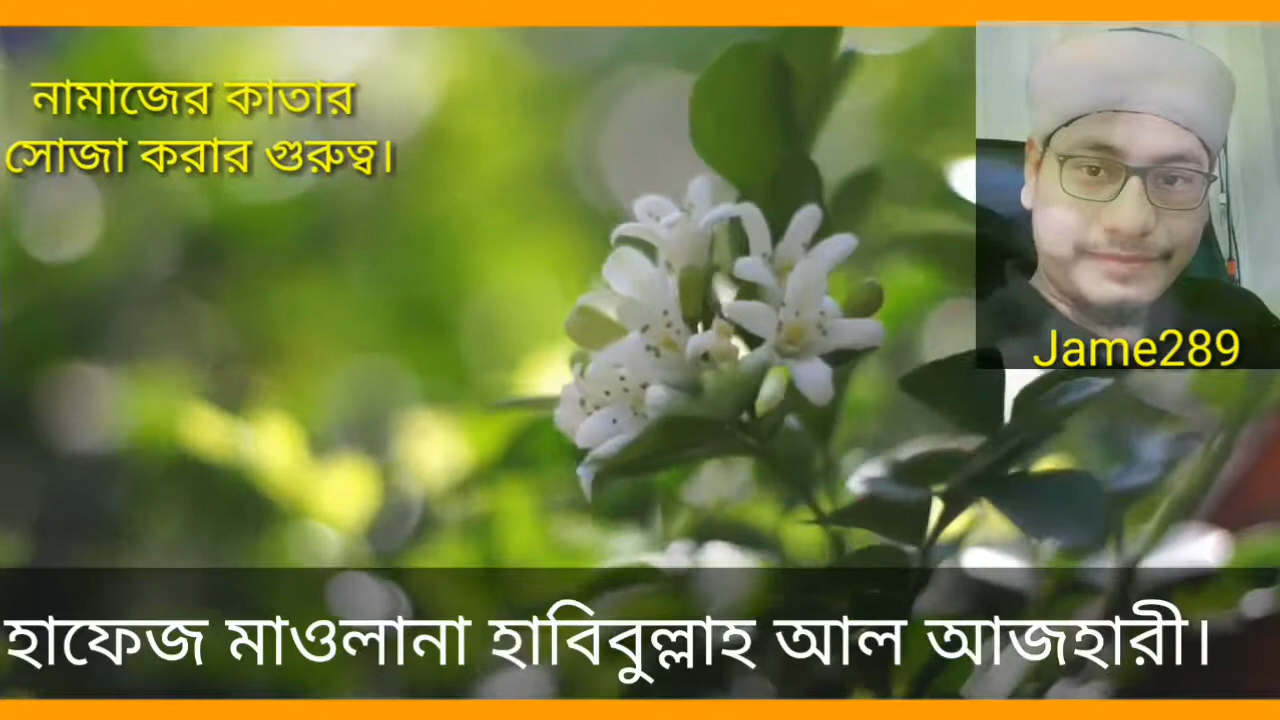 নামাজের কাতার
সোজা করার গুরুত্ব।
Jame289
হাফেজ মাওলানা হাবিবুল্লাহ আল আজহারী।